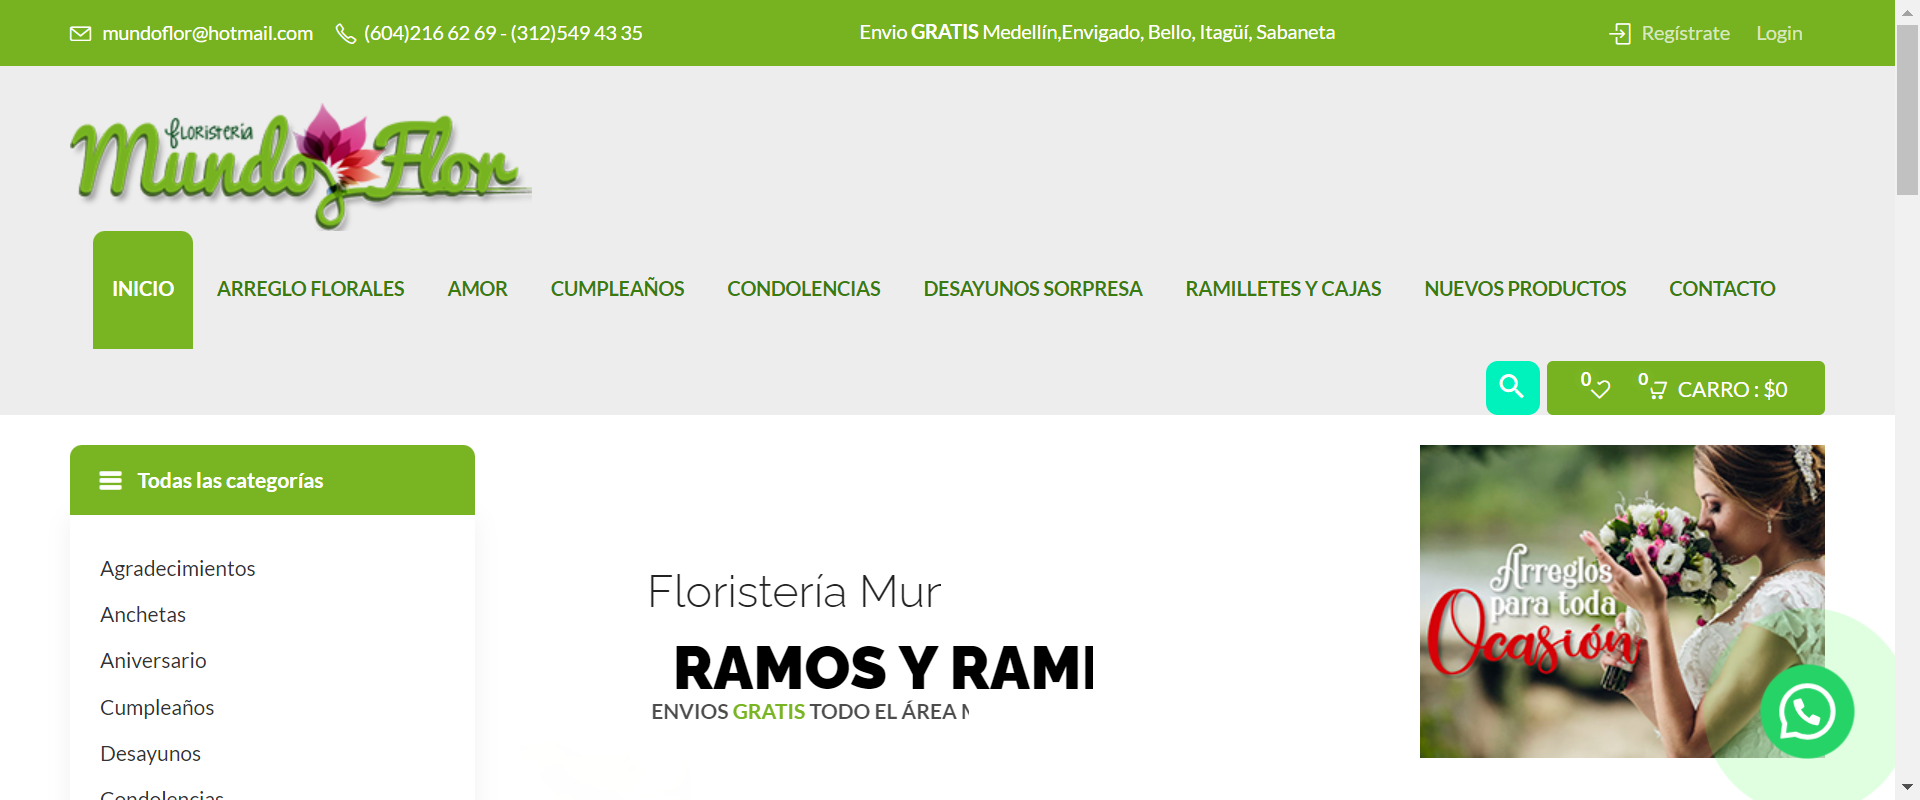 mundoflor@hotmail.com
(604)216 62 69 - (312)549 43 35
Envio GRATIS Medellín,Envigado, Bello, Itagüí, Sabaneta
Regístrate
Login
FLORISTERÍA
Mundo Flor
INICIO
ARREGLO FLORALES
AMOR
CUMPLEAÑOS
CONDOLENCIAS
DESAYUNOS SORPRESA
RAMILLETES Y CAJAS
NUEVOS PRODUCTOS
CONTACTO
0
0
CARRO : $0
Todas las categorías
Agradecimientos
Anchetas
Aniversario
Cumpleaños
Desayunos
Condolencias
Floristería Mur
RAMOS Y RAMI
ENVIOS GRATIS TODO EL ÁREA M
Arreglos
para toda
Ocasión